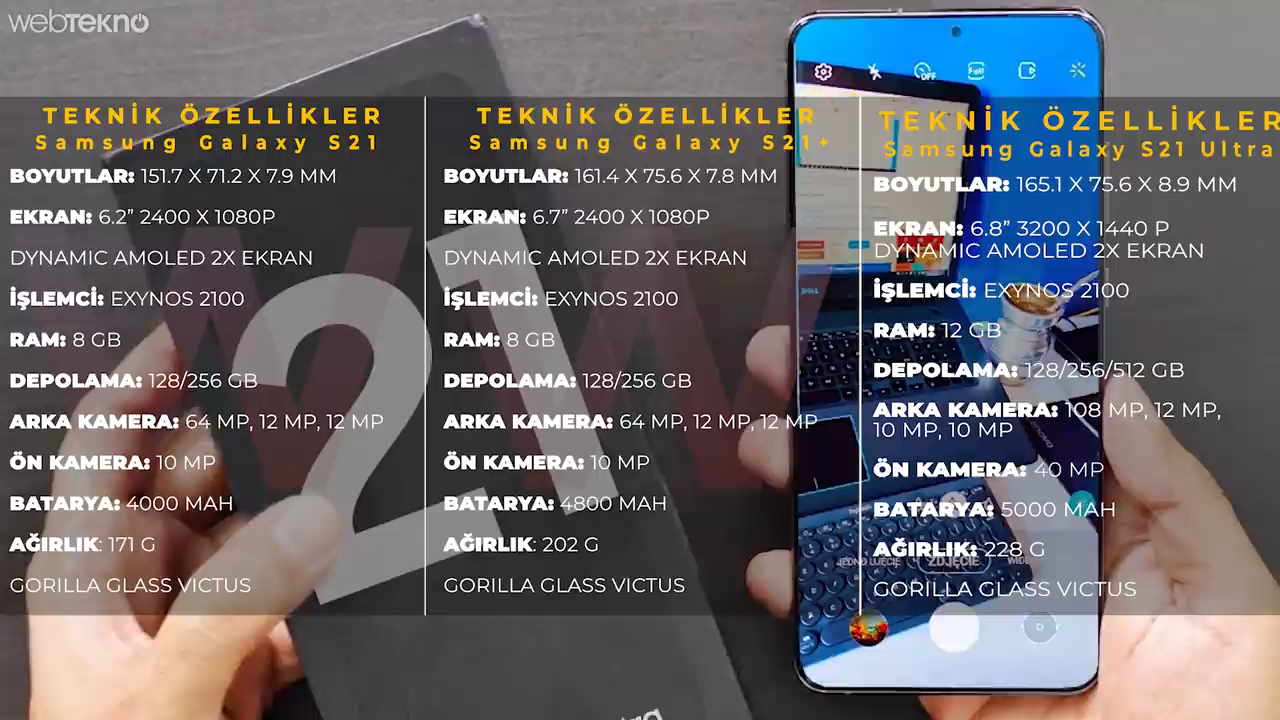 webtekno
TEKNİK ÖZELLİKLER
Samsung Galaxy S21
BOYUTLAR: 151.7 X 71.2 X 7.9 MM
EKRAN: 6.2” 2400 X 1080P
DYNAMIC AMOLED 2X EKRAN
İŞLEMCİ: EXYNOS 2100
RAM: 8 GB
DEPOLAMA: 128/256 GB
ARKA KAMERA: 64 MP, 12 MP, 12 MP
ÖN KAMERA: 10 MP
BATARYA: 4000 MAH
AĞIRLIK: 171 G
GORILLA GLASS VICTUS
TEKNİK ÖZELLİKLER
Samsung Galaxy S21+
BOYUTLAR: 161.4 X 75.6 X 7.8 MM
EKRAN: 6.7” 2400 X 1080P
DYNAMIC AMOLED 2X EKRAN
İŞLEMCİ: EXYNOS 2100
RAM: 8 GB
DEPOLAMA: 128/256 GB
ARKA KAMERA: 64 MP, 12 MP, 12 MP
ÖN KAMERA: 10 MP
BATARYA: 4800 MAH
AĞIRLIK: 202 G
GORILLA GLASS VICTUS
TEKNİK ÖZELLİKLER
Samsung Galaxy S21 Ultra
BOYUTLAR: 165.1 X 75.6 X 8.9 MM
EKRAN: 6.8” 3200 X 1440 P
DYNAMIC AMOLED 2X EKRAN
İŞLEMCİ: EXYNOS 2100
RAM: 12 GB
DEPOLAMA: 128/256/512 GB
ARKA KAMERA: 108 MP, 12 MP,
10 MP, 10 MP
ÖN KAMERA: 40 MP
BATARYA: 5000 MAH
AĞIRLIK: 228 G
GORILLA GLASS VICTUS
21
OFF
DELL
LENOVO
JEDNO UJĘCIE ZDJĘCIE